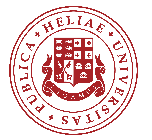 PUBLICA • HELIAE • UNIVERSITAS •